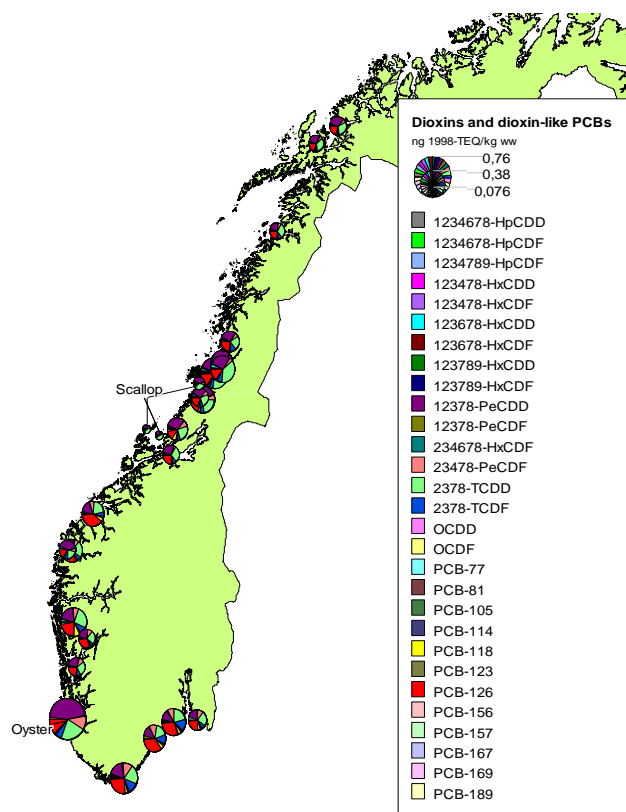 Dioxins and dioxin-like PCBs
ng 1998-TEQ/kg ww
0,76
0,38
0,076
1234678-HpCDD
1234678-HpCDF
1234789-HpCDF
123478-HxCDD
123478-HxCDF
123678-HxCDD
123678-HxCDF
123789-HxCDD
123789-HxCDF
12378-PeCDD
12378-PeCDF
234678-HxCDF
23478-PeCDF
2378-TCDD
2378-TCDF
OCDD
OCDF
PCB-77
PCB-81
PCB-105
PCB-114
PCB-118
PCB-123
PCB-126
PCB-156
PCB-157
PCB-167
PCB-169
PCB-189
Scallop
Oyster